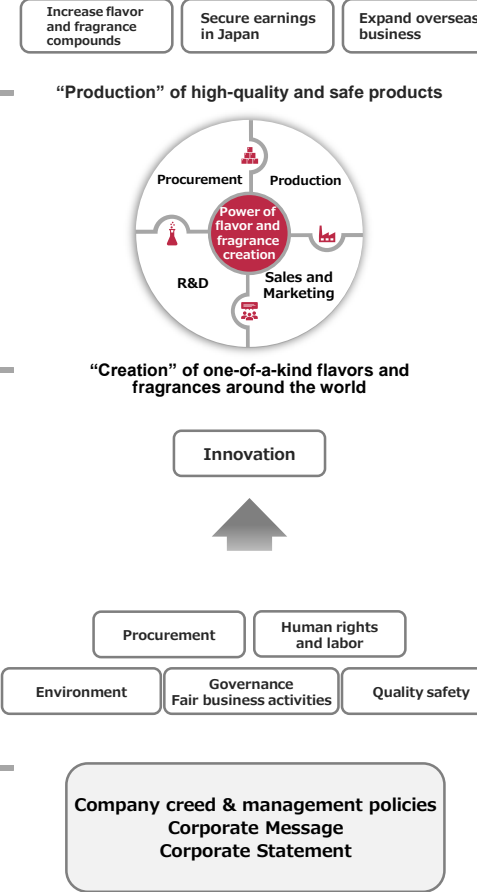 Increase flavor
and fragrance
compounds
Secure earnings
in Japan
Expand overseas
business
“Production” of high-quality and safe products
Procurement
Production
Power of
flavor and
fragrance
creation
R&D
Sales and
Marketing
“Creation” of one-of-a-kind flavors and
fragrances around the world
Innovation
Procurement
Human rights
and labor
Environment
Governance
Fair business activities
Quality safety
Company creed & management policies
Corporate Message
Corporate Statement